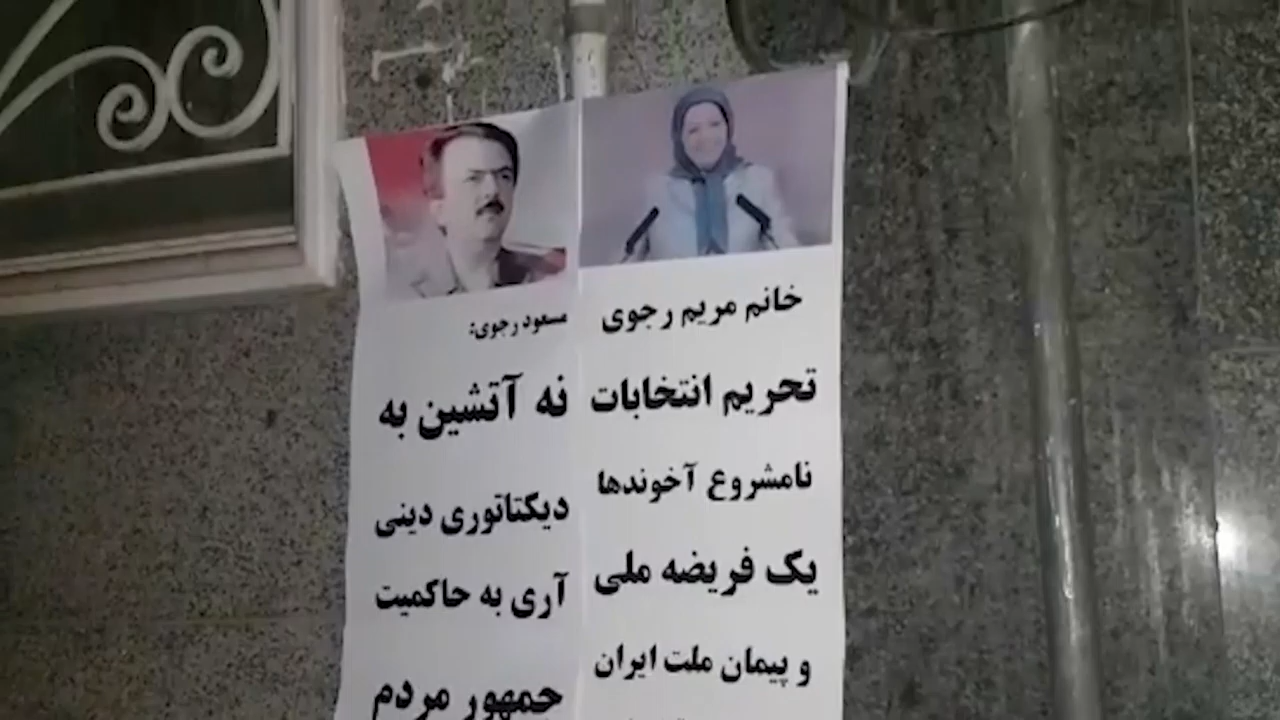 خانم مریم رجوی
تحریم انتخابات
نامشروع آخوندها
یک فریضه ملی
و پیمان ملت ایران
مسعود رجوی:
نه آتشین به
دیکتاتوری دینی
آری به حاکمیت
جمهور مردم